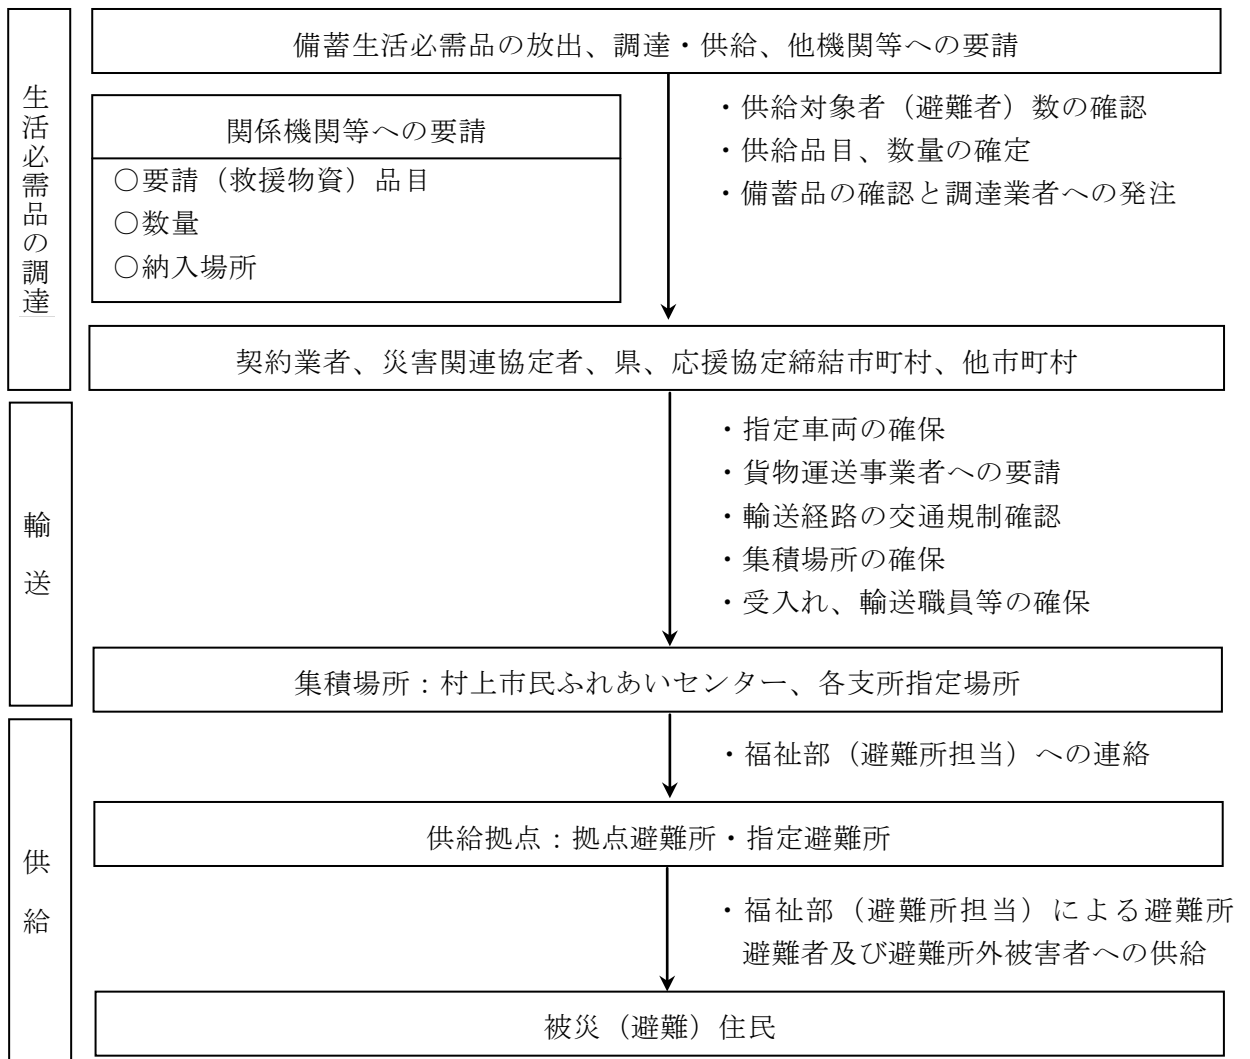 生活必需品の調達
備蓄生活必需品の放出、調達・供給、他機関等への要請
関係機関等への要請
○要請（救援物資）品目
○数量
○納入場所
・供給対象者（避難者）数の確認
・供給品目、数量の確定
・備蓄品の確認と調達業者への発注
契約業者、災害関連協定者、県、応援協定締結市町村、他市町村
輸送
・指定車両の確保
・貨物運送事業者への要請
・輸送経路の交通規制確認
・集積場所の確保
・受入れ、輸送職員等の確保
集積場所：村上市民ふれあいセンター、各支所指定場所
供給
・福祉部（避難所担当）への連絡
供給拠点：拠点避難所・指定避難所
・福祉部（避難所担当）による避難所
避難者及び避難所外被害者への供給
被災（避難）住民